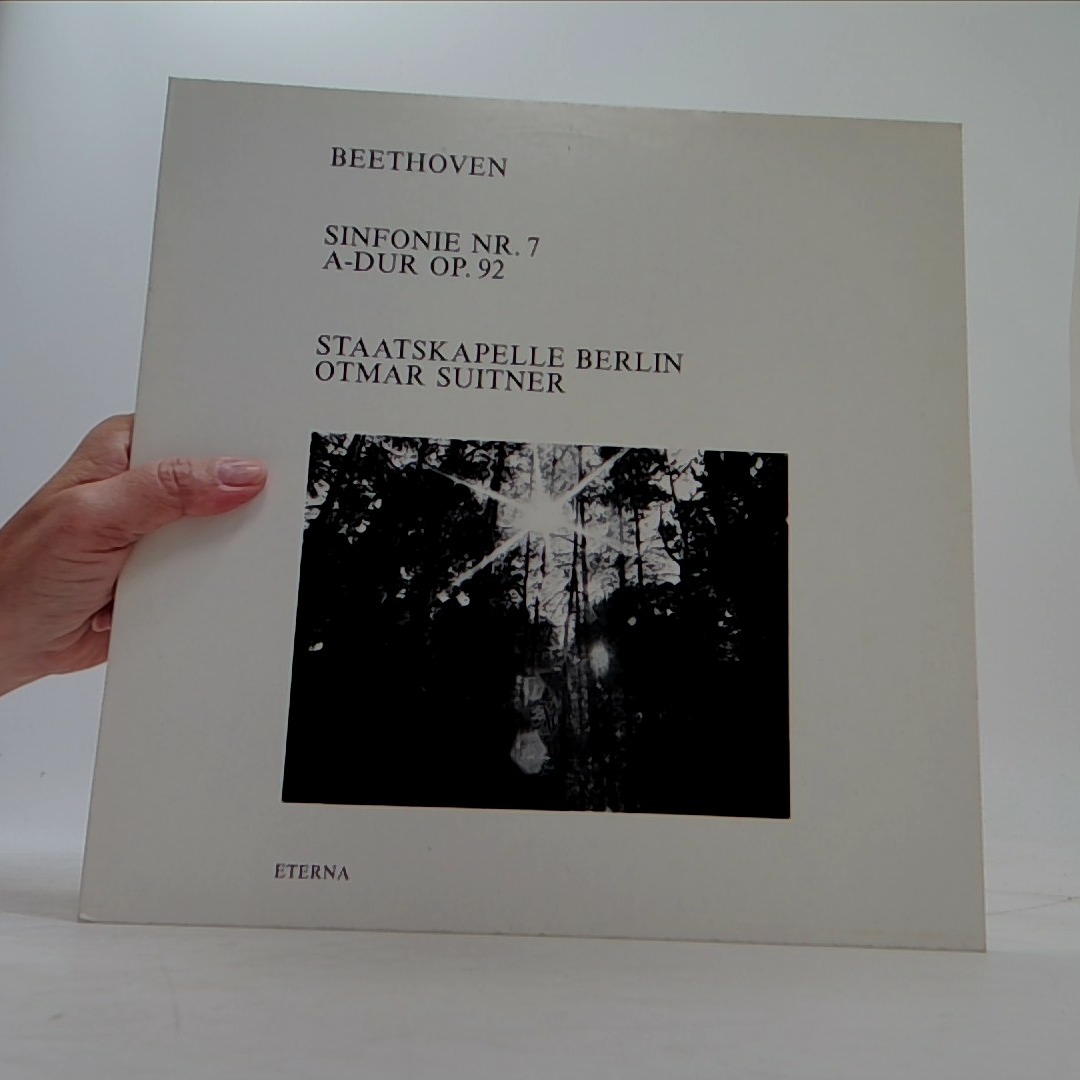 BEETHOVEN
SINFONIE NR. 7
A-DUR OP. 92
STAATSKAPELLE BERLIN
OTMAR SUITNER
ETERNA